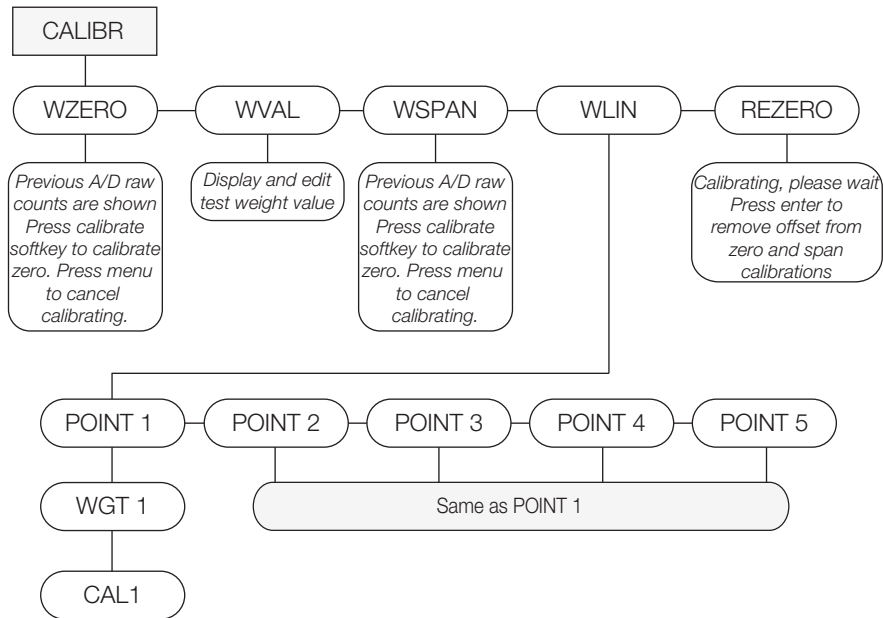 CALIBR
WZERO
WVAL
WSPAN
WLIN
REZERO
Previous A/D raw
counts are shown
Press calibrate
softkey to calibrate
zero. Press menu
to cancel
calibrating.
Display and edit
test weight value
Previous A/D raw
counts are shown
Press calibrate
softkey to calibrate
zero. Press menu
to cancel
calibrating.
Calibrating, please wait
Press enter to
remove offset from
zero and span
calibrations
POINT 1
POINT 2
POINT 3
POINT 4
POINT 5
WGT 1
Same as POINT 1
CAL1